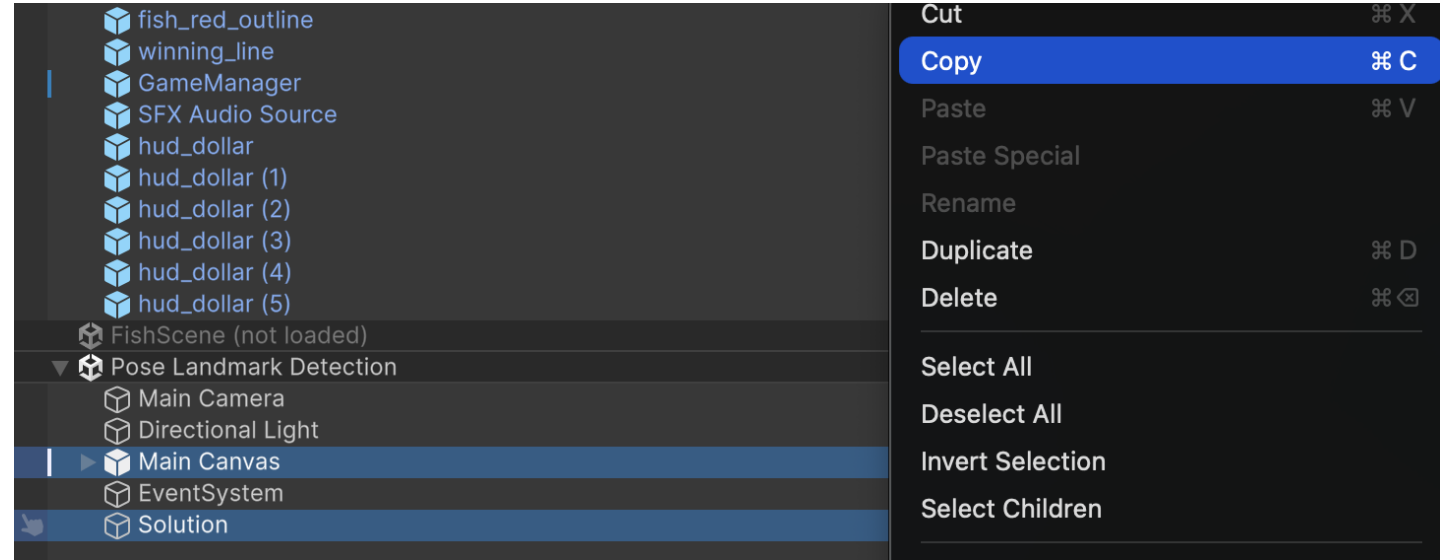 fish_red_outline
winning_line
GameManager
SFX Audio Source
hud_dollar
hud_dollar (1)
hud_dollar (2)
hud_dollar (3)
hud_dollar (4)
hud_dollar (5)
FishScene (not loaded)
Pose Landmark Detection
Main Camera
Directional Light
Main Canvas
EventSystem
Solution
Cut ⌘ X
Copy ⌘ C
Paste ⌘ V
Paste Special
Rename
Duplicate ⌘ D
Delete ⌘ ⌫
Select All
Deselect All
Invert Selection
Select Children